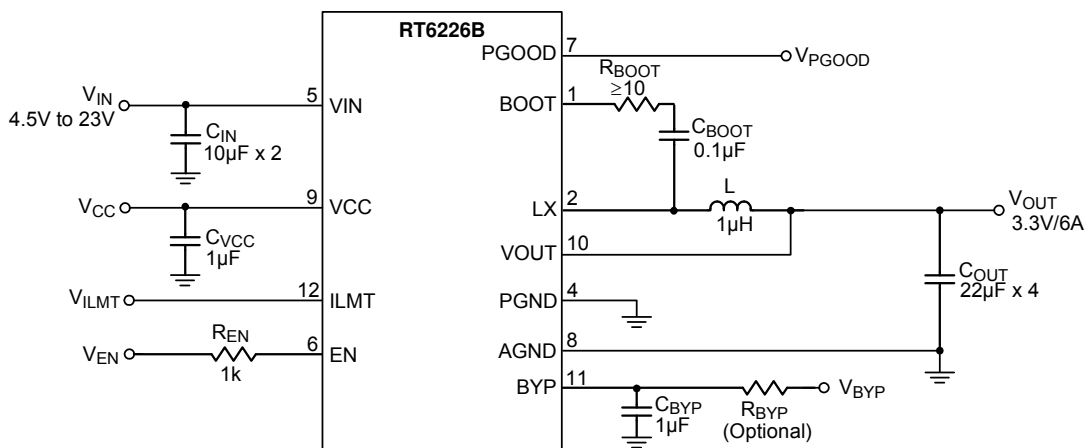 RT6226B
PGOOD
7
VPGOOD
RBOOT
≥10
BOOT
1
VIN
4.5V to 23V
5
VIN
CIN
10µF x 2
CBOOT
0.1µF
VCC
9
VCC
CVCC
1µF
LX
2
L
1µH
VOUT
3.3V/6A
VOUT
10
COUT
22µF x 4
VILMT
12
ILMT
PGND
4
VEN
REN
1k
6
EN
AGND
8
BYP
11
CBYP
1µF
RBYP
(Optional)
VBYP